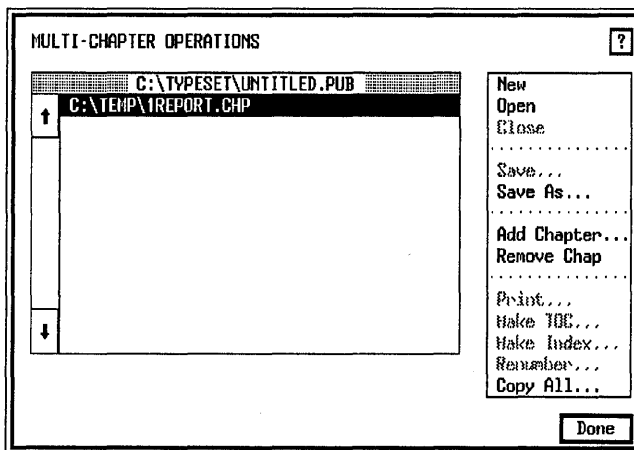 MULTI-CHAPTER OPERATIONS
?
C:\TYPESET\UNTITLED.PUB
C:\TEMP\1REPORT.CHP
New
Open
Close
Save...
Save As...
Add Chapter...
Remove Chap
Print...
Make TOC...
Make Index...
Renumber...
Copy All...
Done